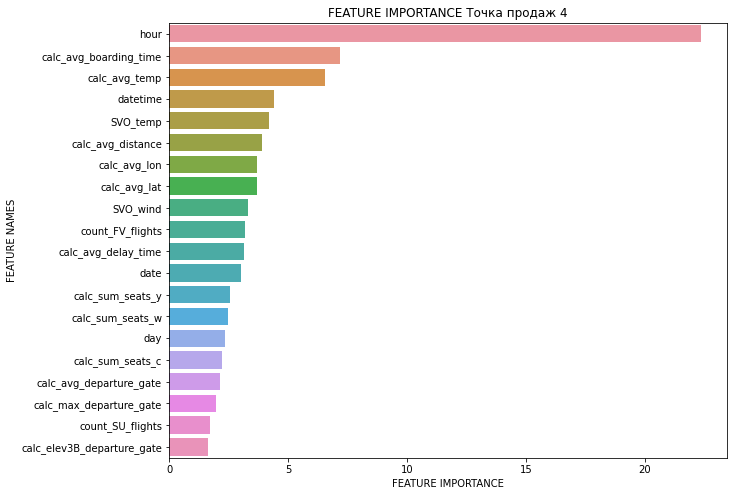 FEATURE IMPORTANCE Точка продаж 4
FEATURE NAMES
hour
calc_avg_boarding_time
calc_avg_temp
datetime
SVO_temp
calc_avg_distance
calc_avg_lon
calc_avg_lat
SVO_wind
count_FV_flights
calc_avg_delay_time
date
calc_sum_seats_y
calc_sum_seats_w
day
calc_sum_seats_c
calc_avg_departure_gate
calc_max_departure_gate
count_SU_flights
calc_elev3B_departure_gate
0 5 10 15 20
FEATURE IMPORTANCE